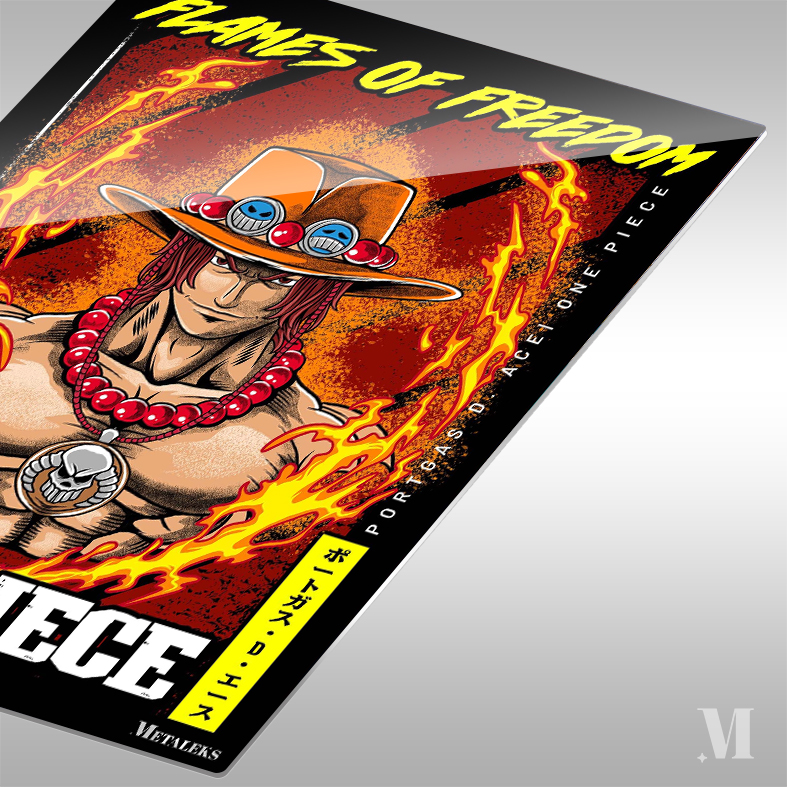 FLAMES OF FREEDOM
PORTGAS D. ACE| ONE PIECE
ポートガス・D・エース
IECE
METALEKS
M